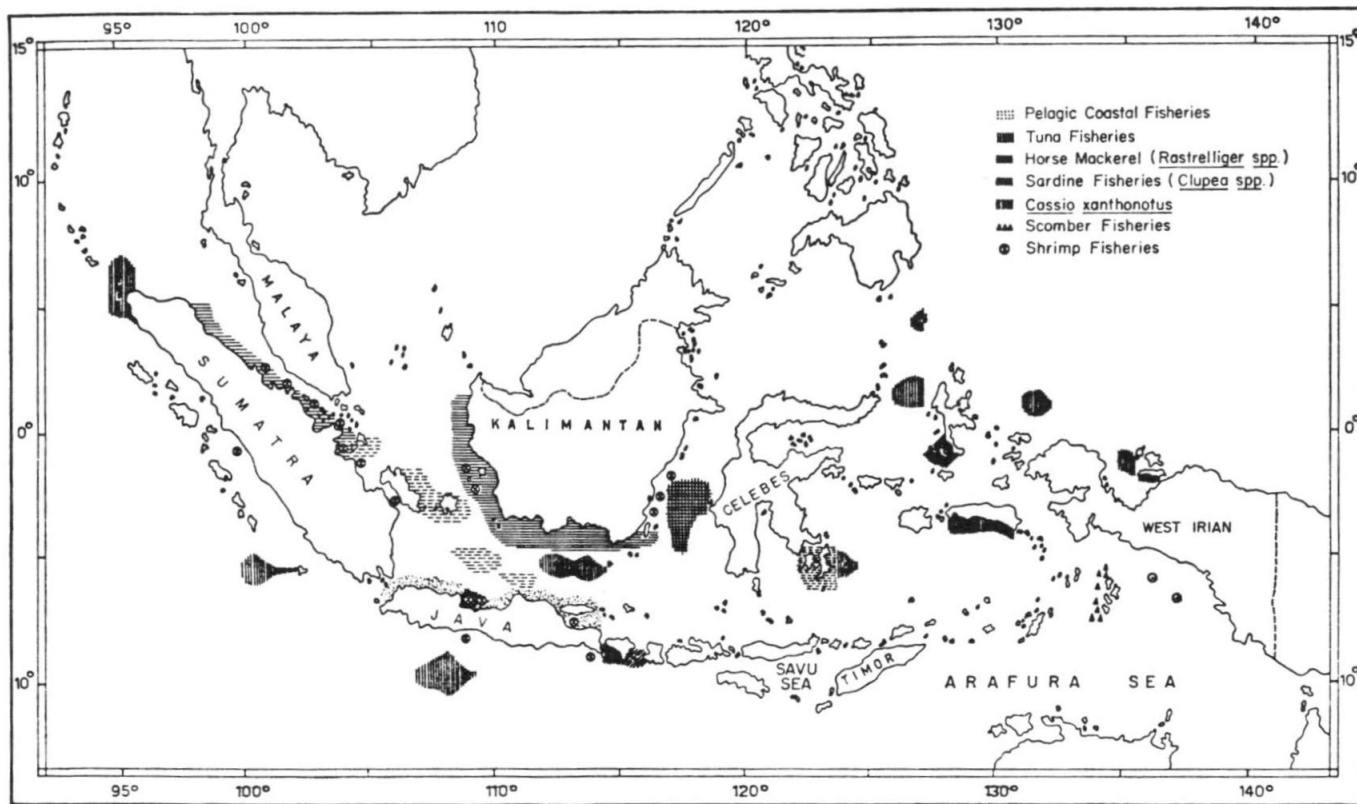 95° 100° 110° 120° 130° 140°
15° 15°
Pelagic Coastal Fisheries
Tuna Fisheries
Horse Mackerel (Rastrelliger spp.)
Sardine Fisheries (Clupea spp.)
Cassio xanthonotus
Scomber Fisheries
Shrimp Fisheries
10° 10°
MALAYA
SUMATRA
KALIMANTAN
0° 0°
CELEBES
WEST IRIAN
JAVA
SAVU
SEA
TIMOR
ARAFURA SEA
10° 10°
95° 100° 110° 120° 130° 140°